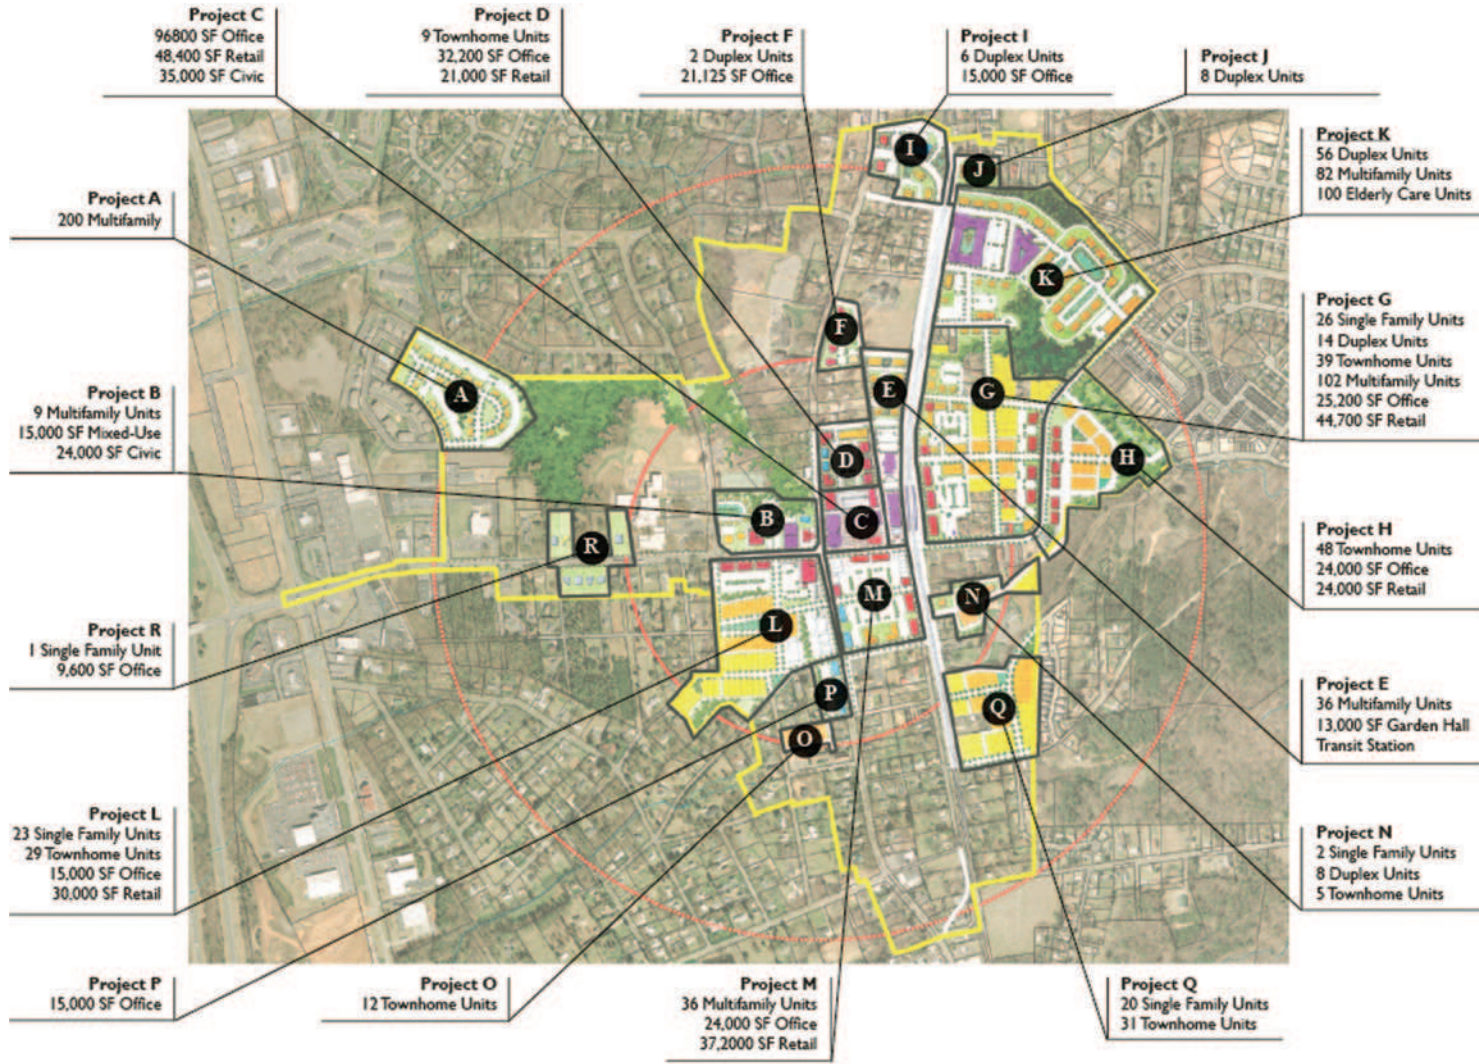 Project C
96800 SF Office
48,400 SF Retail
35,000 SF Civic
Project D
9 Townhome Units
32,200 SF Office
21,000 SF Retail
Project F
2 Duplex Units
21,125 SF Office
Project I
6 Duplex Units
15,000 SF Office
Project J
8 Duplex Units
Project K
56 Duplex Units
82 Multifamily Units
100 Elderly Care Units
Project A
200 Multifamily
Project G
26 Single Family Units
14 Duplex Units
39 Townhome Units
102 Multifamily Units
25,200 SF Office
44,700 SF Retail
Project B
9 Multifamily Units
15,000 SF Mixed-Use
24,000 SF Civic
Project H
48 Townhome Units
24,000 SF Office
24,000 SF Retail
Project R
1 Single Family Unit
9,600 SF Office
Project E
36 Multifamily Units
13,000 SF Garden Hall
Transit Station
Project L
23 Single Family Units
29 Townhome Units
15,000 SF Office
30,000 SF Retail
Project N
2 Single Family Units
8 Duplex Units
5 Townhome Units
Project P
15,000 SF Office
Project O
12 Townhome Units
Project M
36 Multifamily Units
24,000 SF Office
37,2000 SF Retail
Project Q
20 Single Family Units
31 Townhome Units
I
J
K
F
A
E
G
D
H
B
C
R
M
N
L
P
Q
O